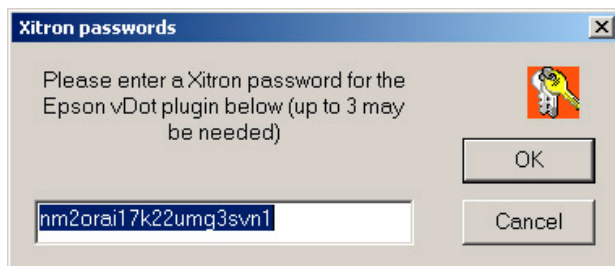 Xitron passwords
Please enter a Xitron password for the
Epson vDot plugin below (up to 3 may
be needed)
OK
nm2orai17k22umg3svn1
Cancel